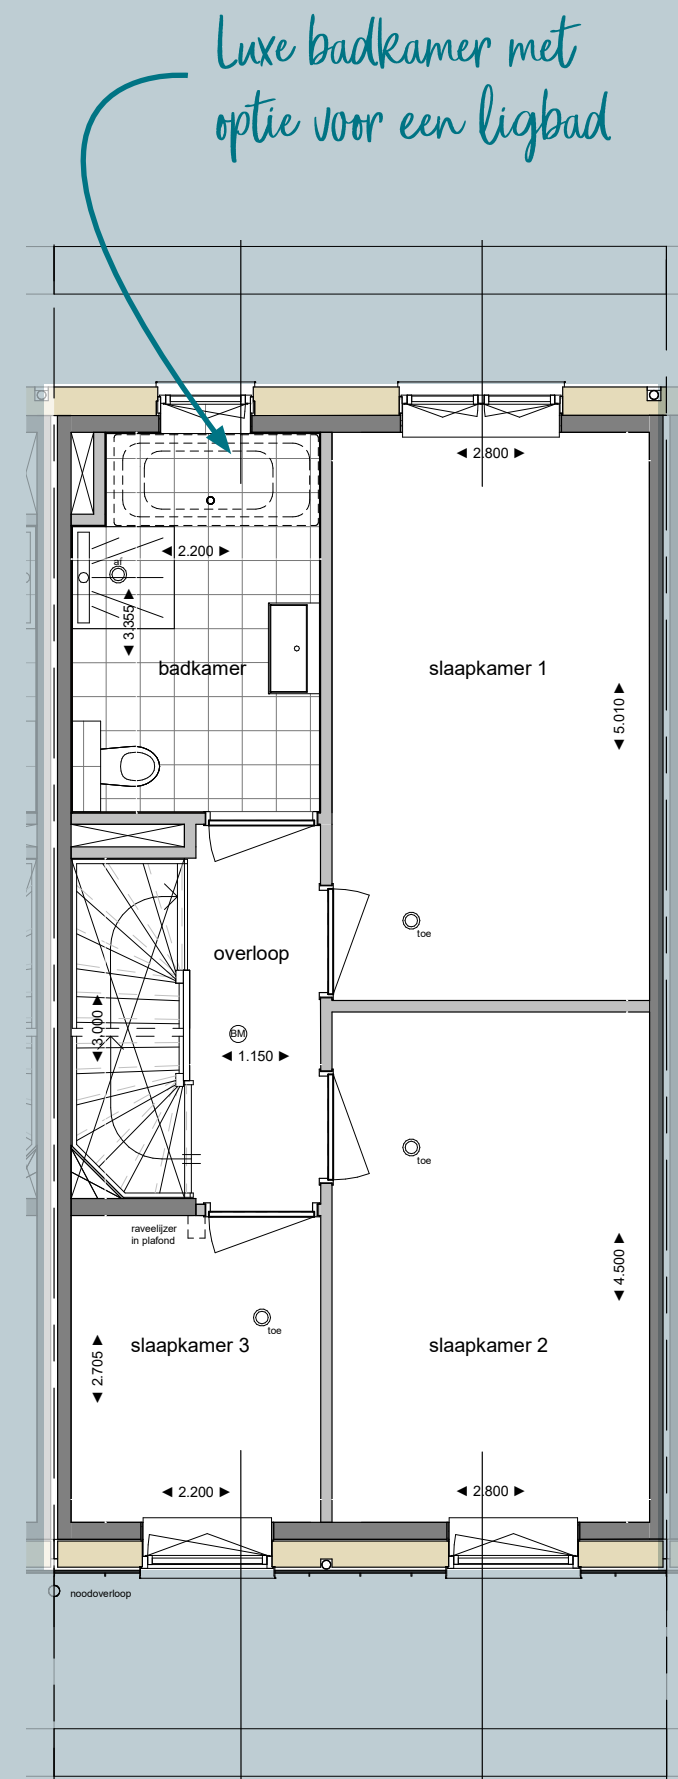 Luxe badkamer met
optie voor een ligbad
2.800
2.200
af
3.355
badkamer
slaapkamer 1
5.010
toe
overloop
3.000
BM
1.150
toe
raveelijzer
in plafond
4.500
toe
slaapkamer 3
slaapkamer 2
2.705
2.200
2.800
noodoverloop